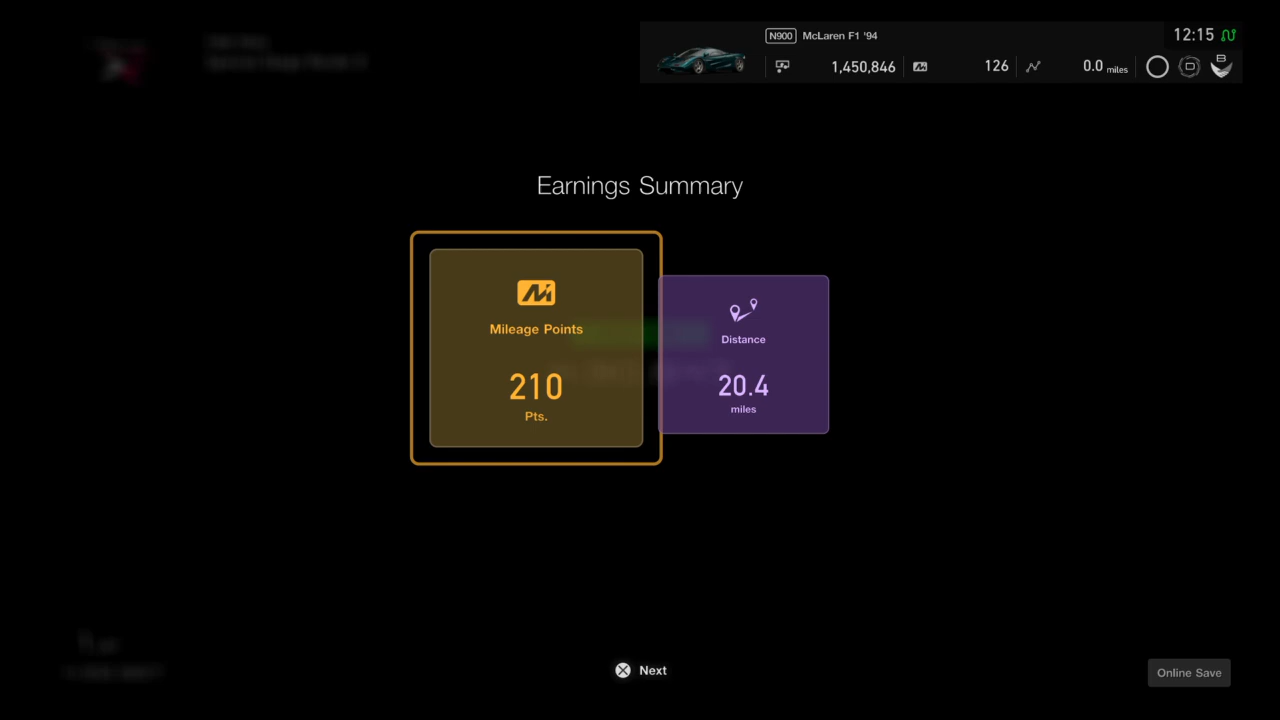 12:15
N900 McLaren F1 '94
1,450,846 126 0.0 miles
B
Earnings Summary
Mileage Points
210
Pts.
Distance
20.4
miles
Next
Online Save